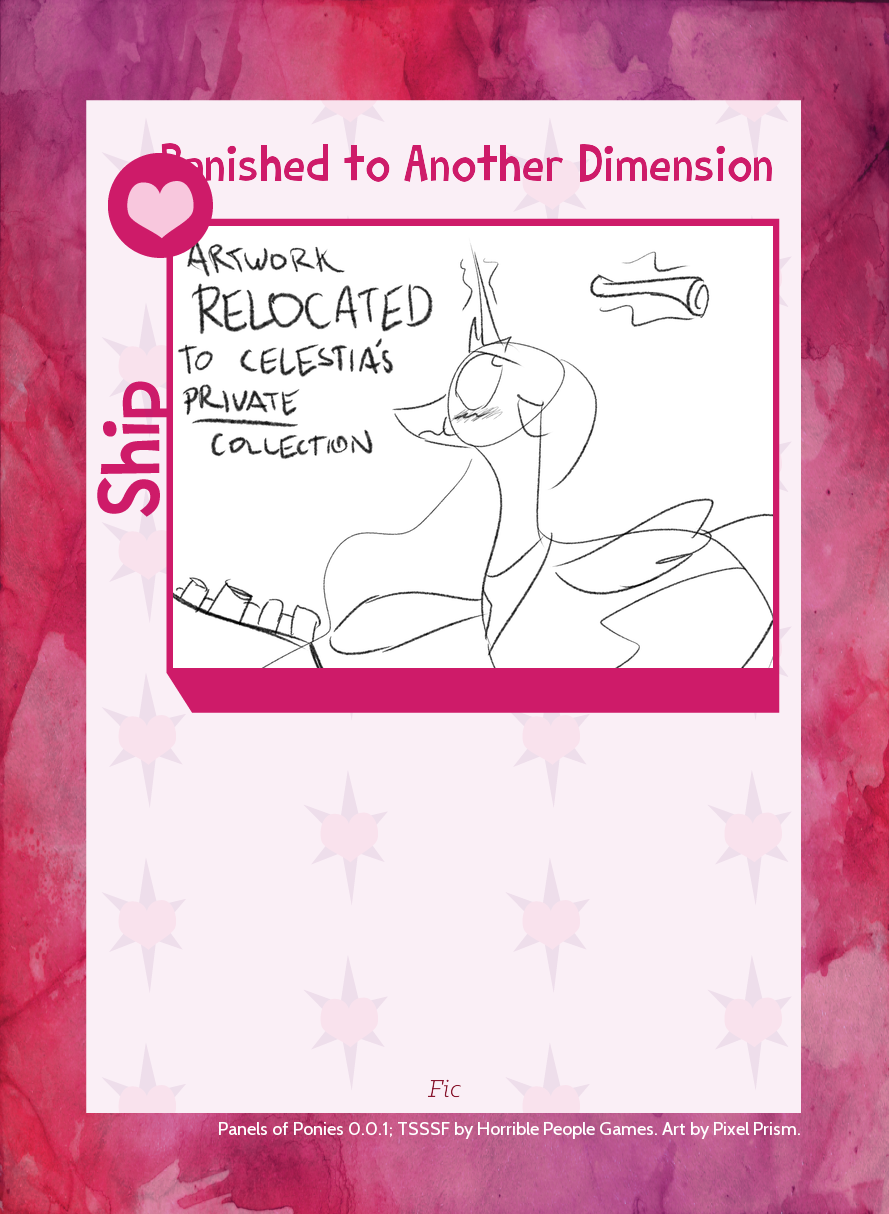 Banished to Another Dimension
ARTWORK
RELOCATED
TO CELESTIA'S
PRIVATE
COLLECTION
Ship
Fic
Panels of Ponies 0.0.1; TSSSF by Horrible People Games. Art by Pixel Prism.